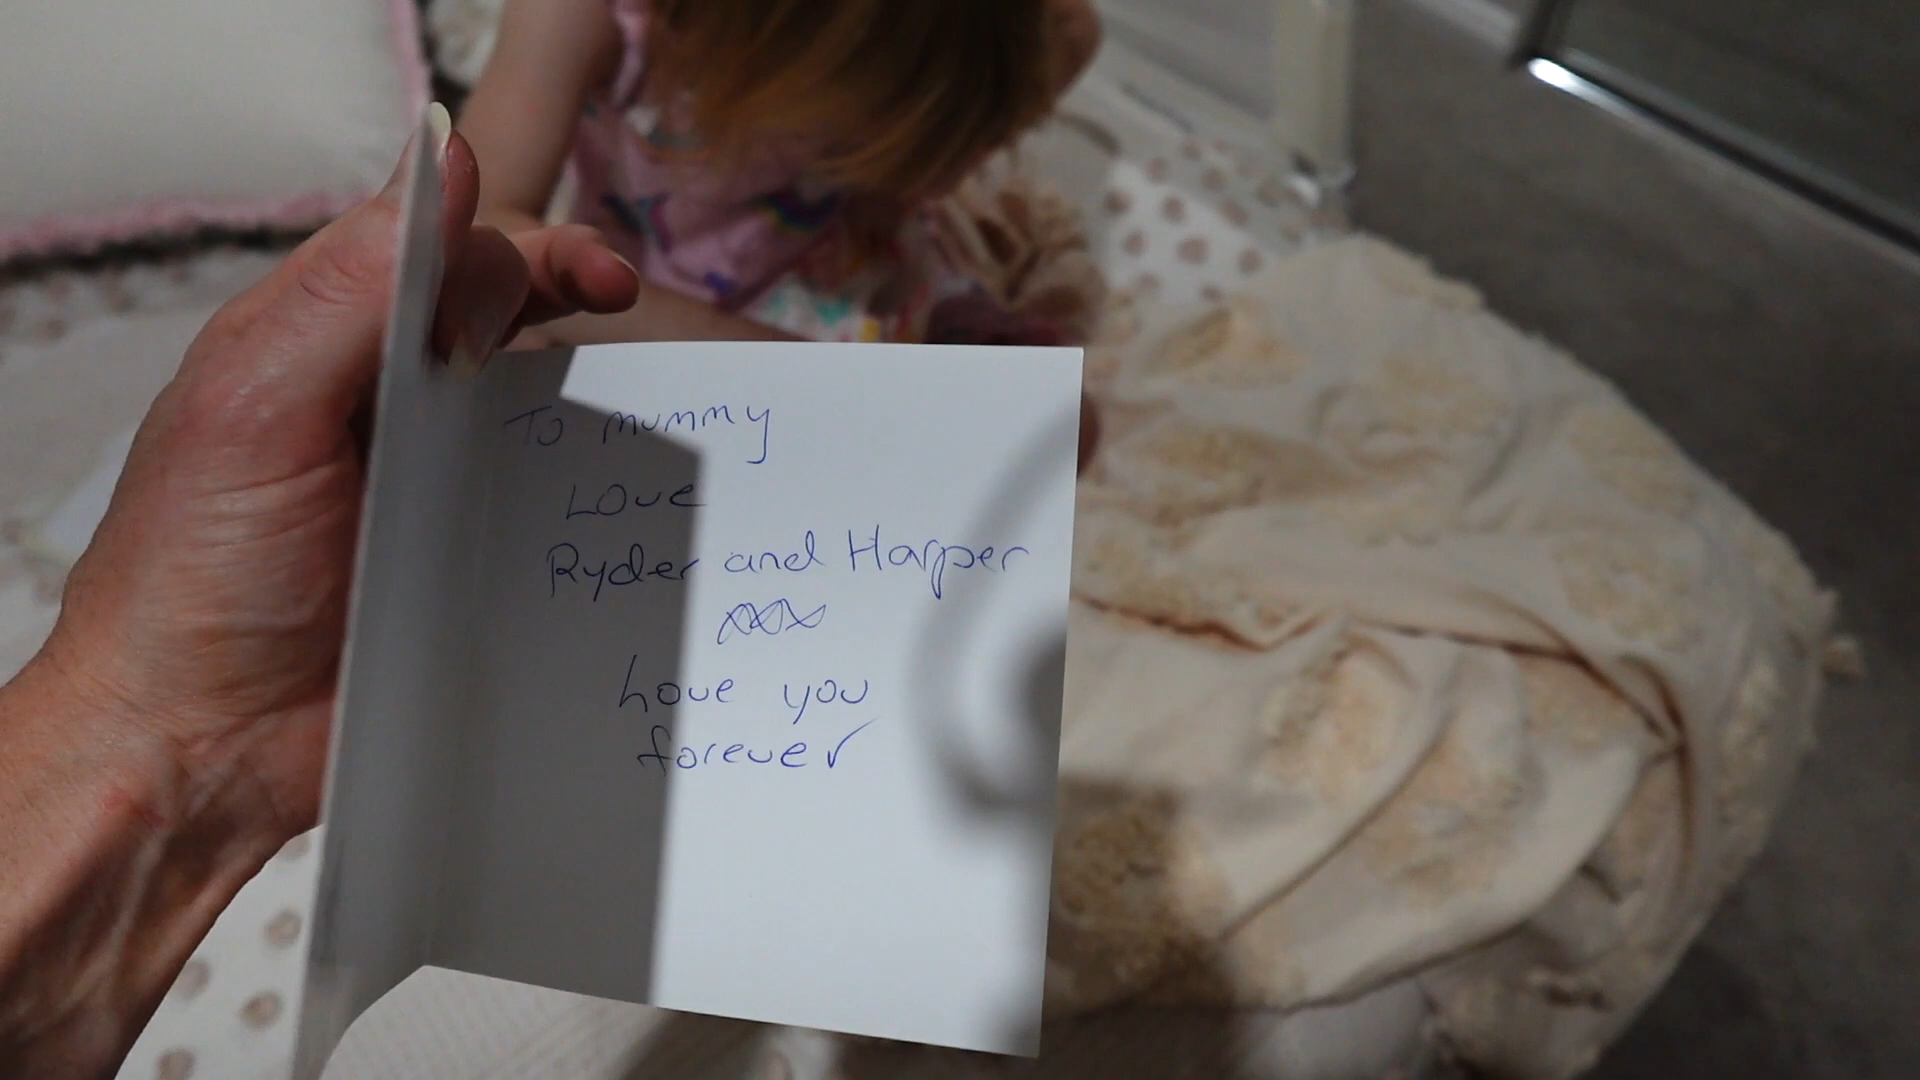 To mummy
Love
Ryder and Harper
xxx
Love you
forever